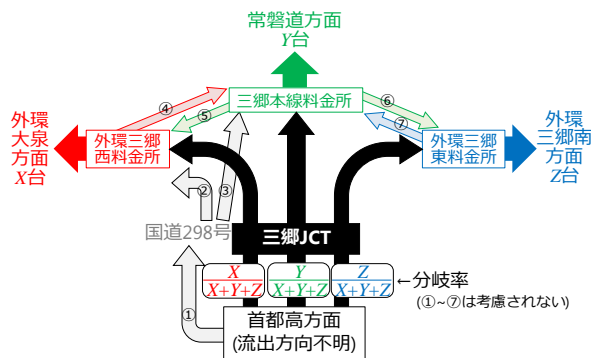 常磐道方面
Y台
④
⑥
三郷本線料金所
⑤
⑦
外環
大泉
方面
X台
外環三郷
西料金所
外環三郷
東料金所
外環
三郷南
方面
Z台
②
③
国道298号
三郷JCT
X
X+Y+Z
Y
X+Y+Z
Z
X+Y+Z
←分岐率
(①~⑦は考慮されない)
①
首都高方面
(流出方向不明)